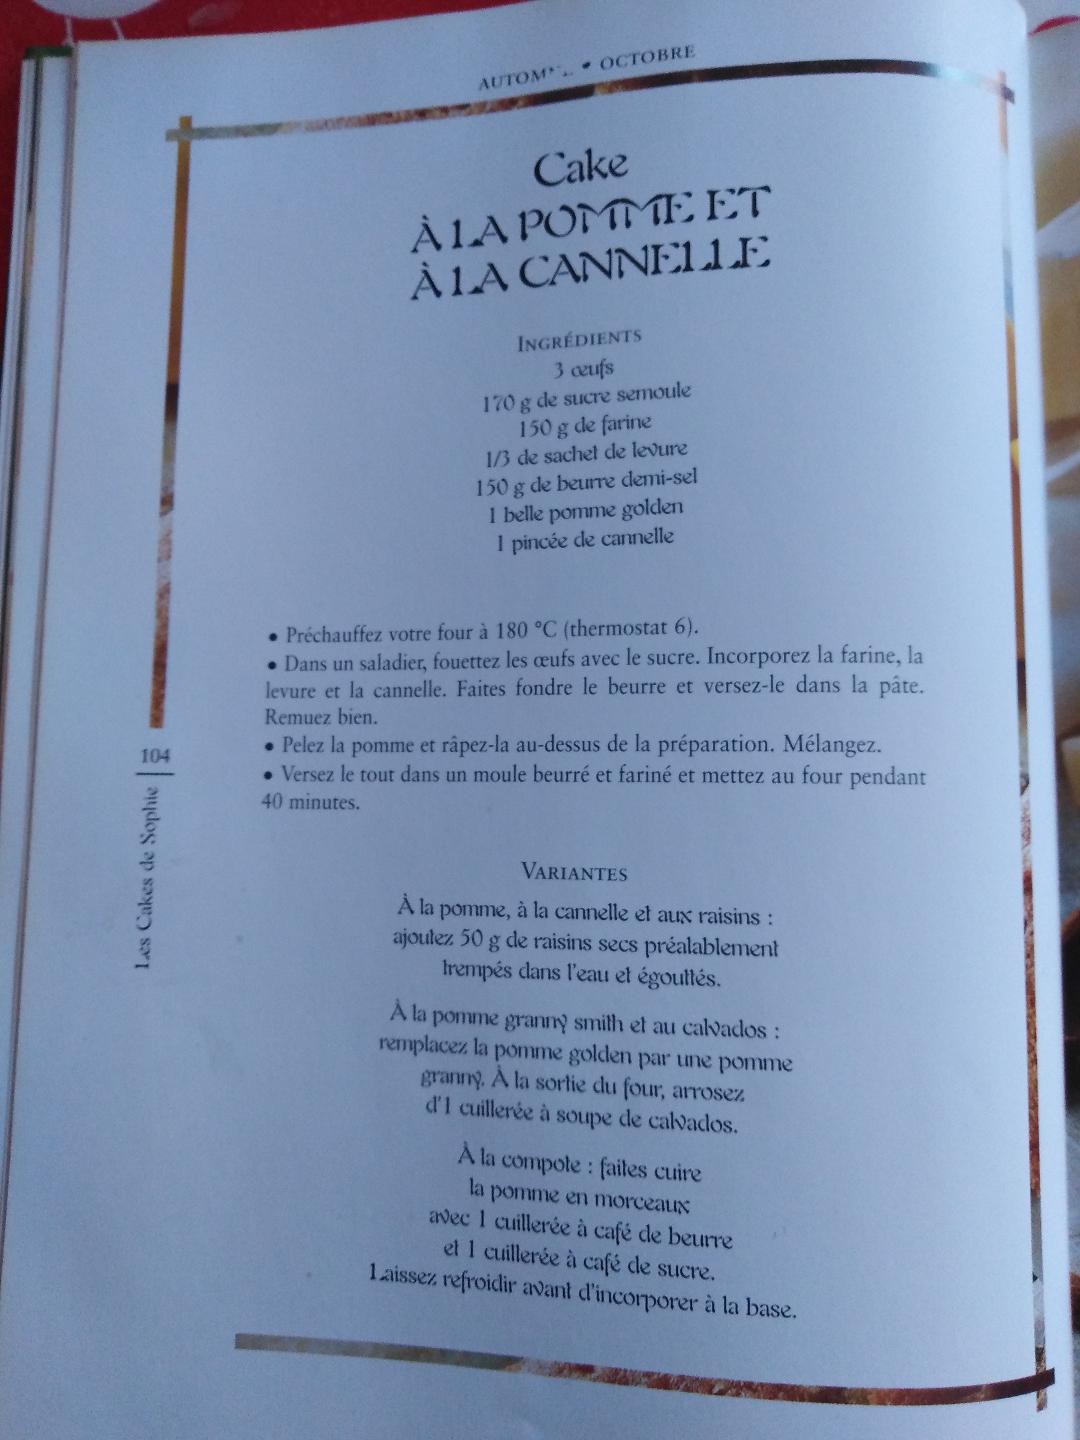 AUTOMNE • OCTOBRE
Cake
À LA POMME ET
À LA CANNELLE
INGRÉDIENTS
3 œufs
170 g de sucre semoule
150 g de farine
1/3 de sachet de levure
150 g de beurre demi-sel
1 belle pomme golden
1 pincée de cannelle
• Préchauffez votre four à 180 °C (thermostat 6).
• Dans un saladier, fouettez les œufs avec le sucre. Incorporez la farine, la
levure et la cannelle. Faites fondre le beurre et versez-le dans la pâte.
Remuez bien.
• Pelez la pomme et râpez-la au-dessus de la préparation. Mélangez.
• Versez le tout dans un moule beurré et fariné et mettez au four pendant
40 minutes.
104
Les Cakes de Sophie
VARIANTES
À la pomme, à la cannelle et aux raisins :
ajoutez 50 g de raisins secs préalablement
trempés dans l'eau et égouttés.
À la pomme granny smith et au calvados :
remplacez la pomme golden par une pomme
granny. À la sortie du four, arrosez
d'1 cuillerée à soupe de calvados.
À la compote : faites cuire
la pomme en morceaux
avec 1 cuillerée à café de beurre
et 1 cuillerée à café de sucre.
Laissez refroidir avant d'incorporer à la base.